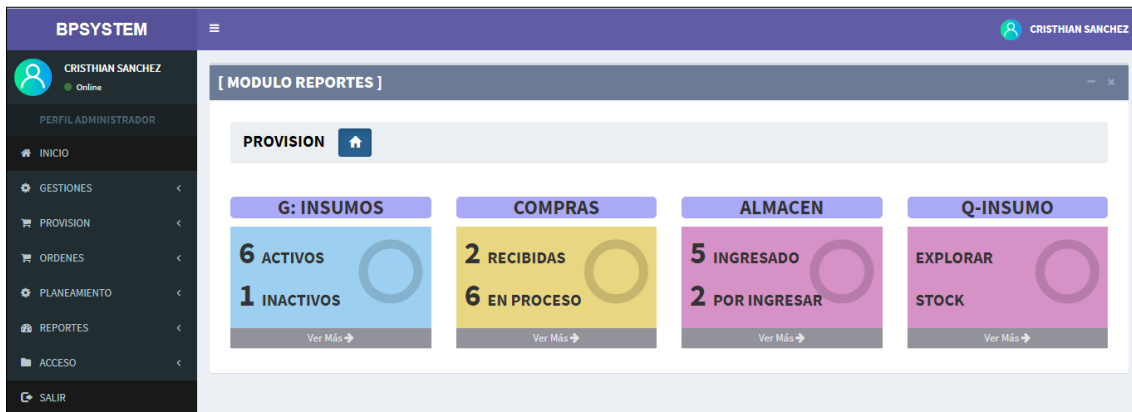 BPSYSTEM
CRISTHIAN SANCHEZ
CRISTHIAN SANCHEZ
Online
PERFIL ADMINISTRADOR
INICIO
GESTIONES
PROVISION
ORDENES
PLANEAMIENTO
REPORTES
ACCESO
SALIR
[ MODULO REPORTES ]
PROVISION
G: INSUMOS
6 ACTIVOS
1 INACTIVOS
Ver Más
COMPRAS
2 RECIBIDAS
6 EN PROCESO
Ver Más
ALMACEN
5 INGRESADO
2 POR INGRESAR
Ver Más
Q-INSUMO
EXPLORAR
STOCK
Ver Más